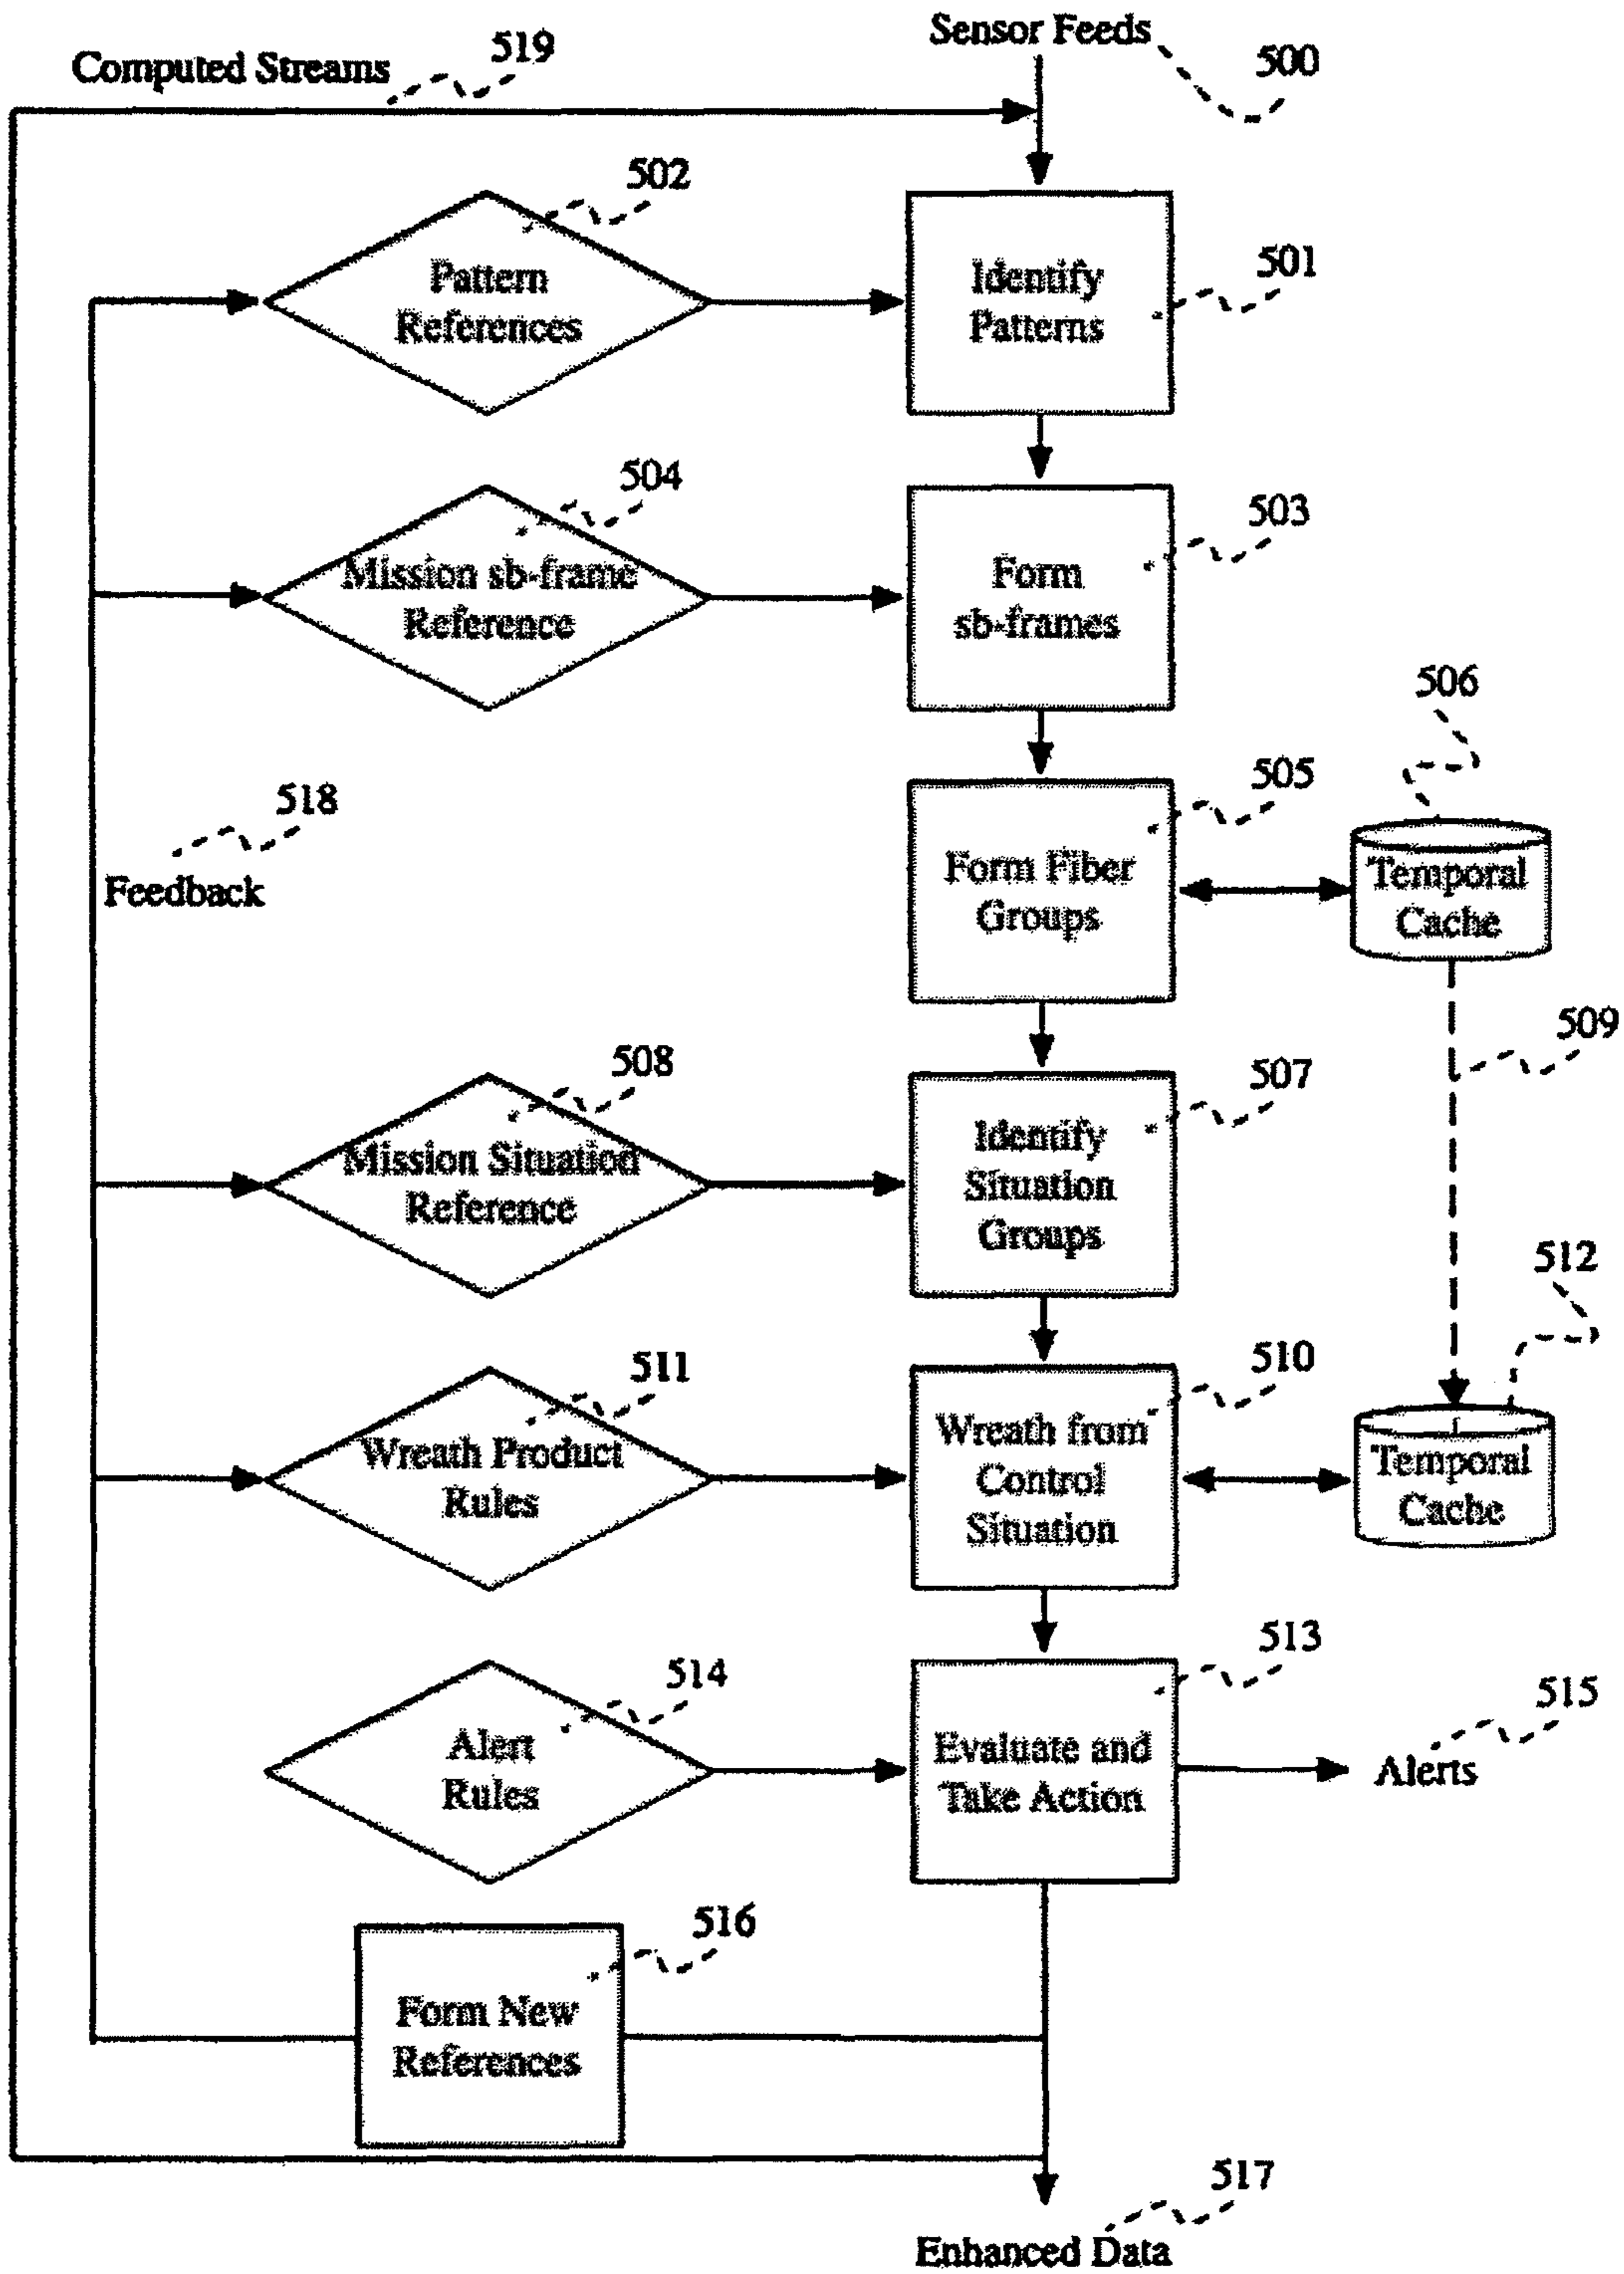 Sensor Feeds
500
Computed Streams
519
502
Pattern
References
Identify
Patterns
501
504
Mission sb-frame
Reference
Form
sb-frames
503
506
505
518
Feedback
Form Fiber
Groups
Temporal
Cache
509
508
507
Mission Situation
Reference
Identify
Situation
Groups
512
511
510
Wreath Product
Rules
Wreath from
Control
Situation
Temporal
Cache
513
514
515
Alert
Rules
Evaluate and
Take Action
Alerts
516
Form New
References
517
Enhanced Data